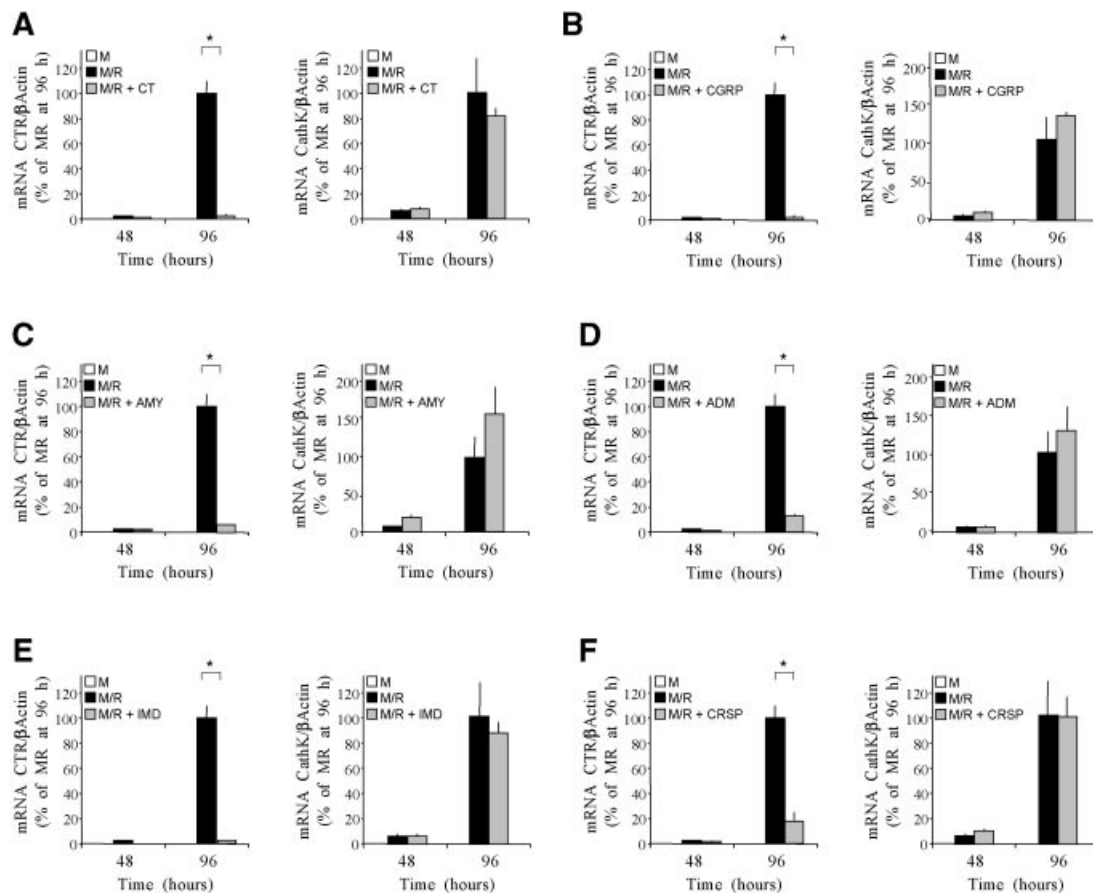 A
mRNA CTR/βActin
(% of MR at 96 h)
120
100
80
60
40
20
0
M
M/R
M/R + CT
*
48
96
Time (hours)
mRNA CathK/βActin
(% of MR at 96 h)
120
100
80
60
40
20
0
M
M/R
M/R + CT
48
96
Time (hours)
B
mRNA CTR/βActin
(% of MR at 96 h)
120
100
80
60
40
20
0
M
M/R
M/R + CGRP
*
48
96
Time (hours)
mRNA CathK/βActin
(% of MR at 96 h)
200
150
100
50
0
M
M/R
M/R + CGRP
48
96
Time (hours)
C
mRNA CTR/βActin
(% of MR at 96 h)
120
100
80
60
40
20
0
M
M/R
M/R + AMY
*
48
96
Time (hours)
mRNA CathK/βActin
(% of MR at 96 h)
200
150
100
50
0
M
M/R
M/R + AMY
48
96
Time (hours)
D
mRNA CTR/βActin
(% of MR at 96 h)
120
100
80
60
40
20
0
M
M/R
M/R + ADM
*
48
96
Time (hours)
mRNA CathK/βActin
(% of MR at 96 h)
200
150
100
50
0
M
M/R
M/R + ADM
48
96
Time (hours)
E
mRNA CTR/βActin
(% of MR at 96 h)
120
100
80
60
40
20
0
M
M/R
M/R + IMD
*
48
96
Time (hours)
mRNA CathK/βActin
(% of MR at 96 h)
120
100
80
60
40
20
0
M
M/R
M/R + IMD
48
96
Time (hours)
F
mRNA CTR/βActin
(% of MR at 96 h)
120
100
80
60
40
20
0
M
M/R
M/R + CRSP
*
48
96
Time (hours)
mRNA CathK/βActin
(% of MR at 96 h)
120
100
80
60
40
20
0
M
M/R
M/R + CRSP
48
96
Time (hours)